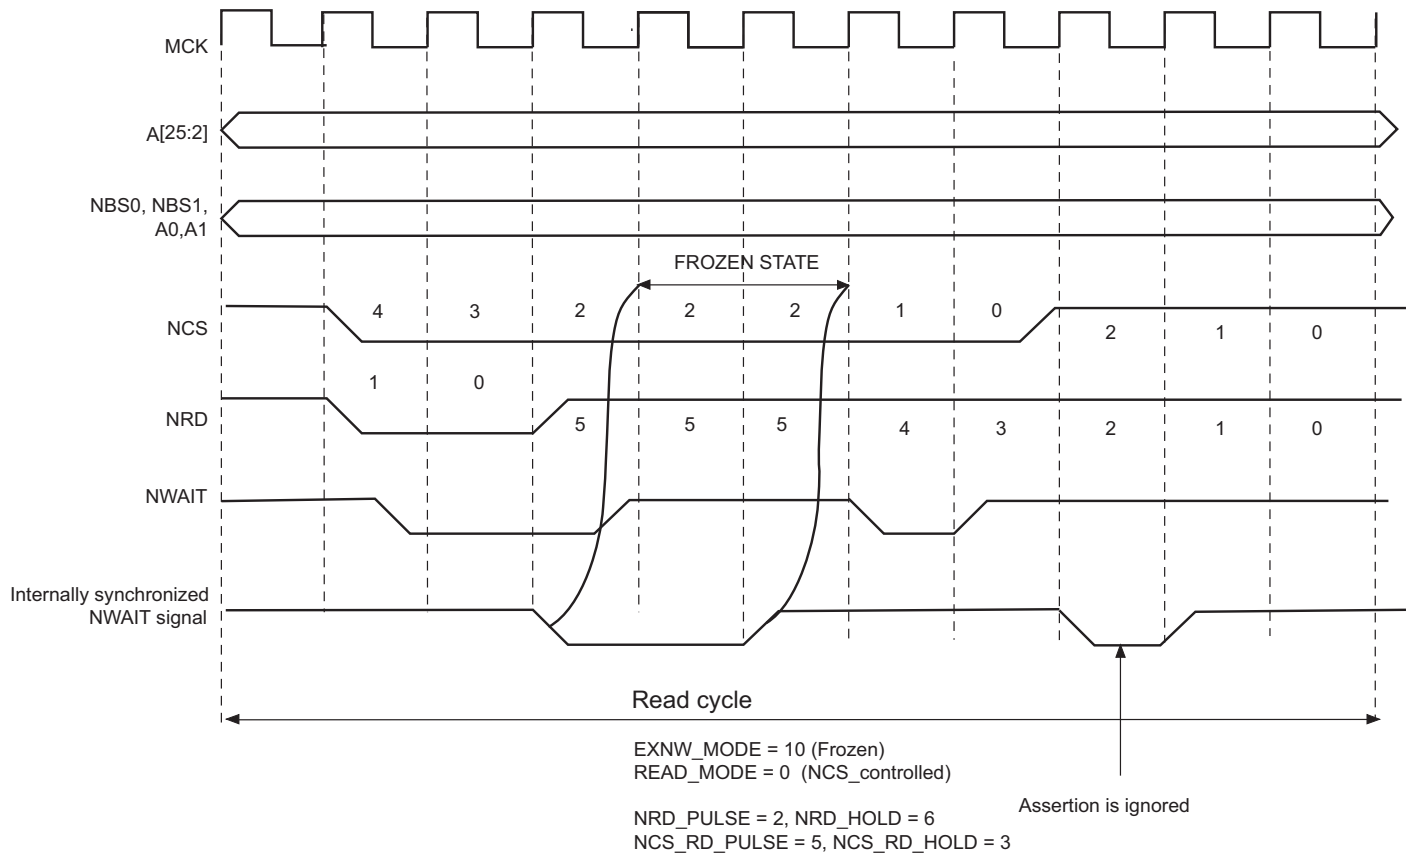 MCK
A[25:2]
NBS0, NBS1,
A0,A1
FROZEN STATE
4 3 2 2 2 1 0
NCS
2 1 0
1 0
NRD
5 5 5 4 3 2 1 0
NWAIT
Internally synchronized
NWAIT signal
Read cycle
EXNW_MODE = 10 (Frozen)
READ_MODE = 0 (NCS_controlled)
Assertion is ignored
NRD_PULSE = 2, NRD_HOLD = 6
NCS_RD_PULSE = 5, NCS_RD_HOLD = 3